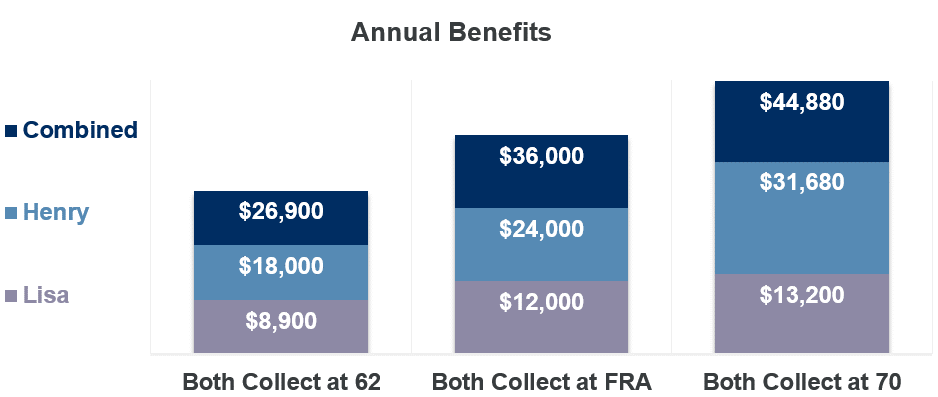 Annual Benefits
Combined
Henry
Lisa
$26,900
$18,000
$8,900
$36,000
$24,000
$12,000
$44,880
$31,680
$13,200
Both Collect at 62
Both Collect at FRA
Both Collect at 70